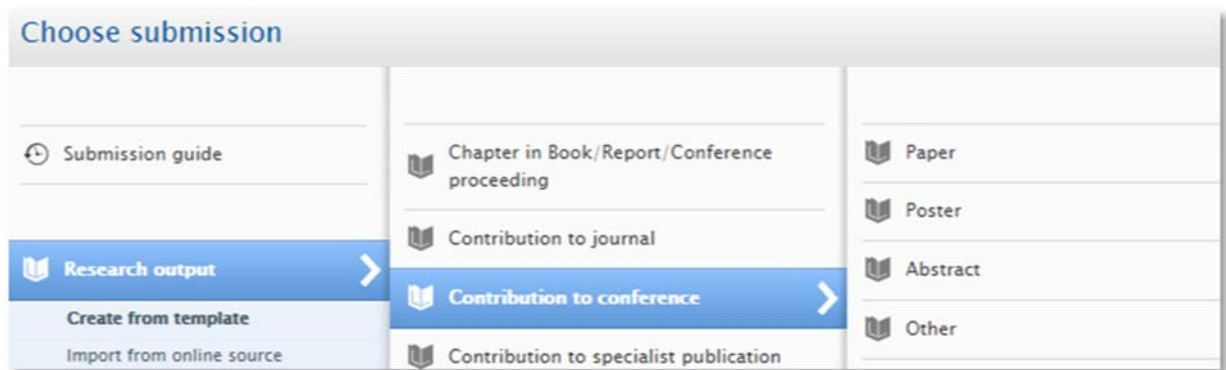 Choose submission
Submission guide
Research output
Create from template
Import from online source
Chapter in Book/Report/Conference
proceeding
Contribution to journal
Contribution to conference
Contribution to specialist publication
Paper
Poster
Abstract
Other